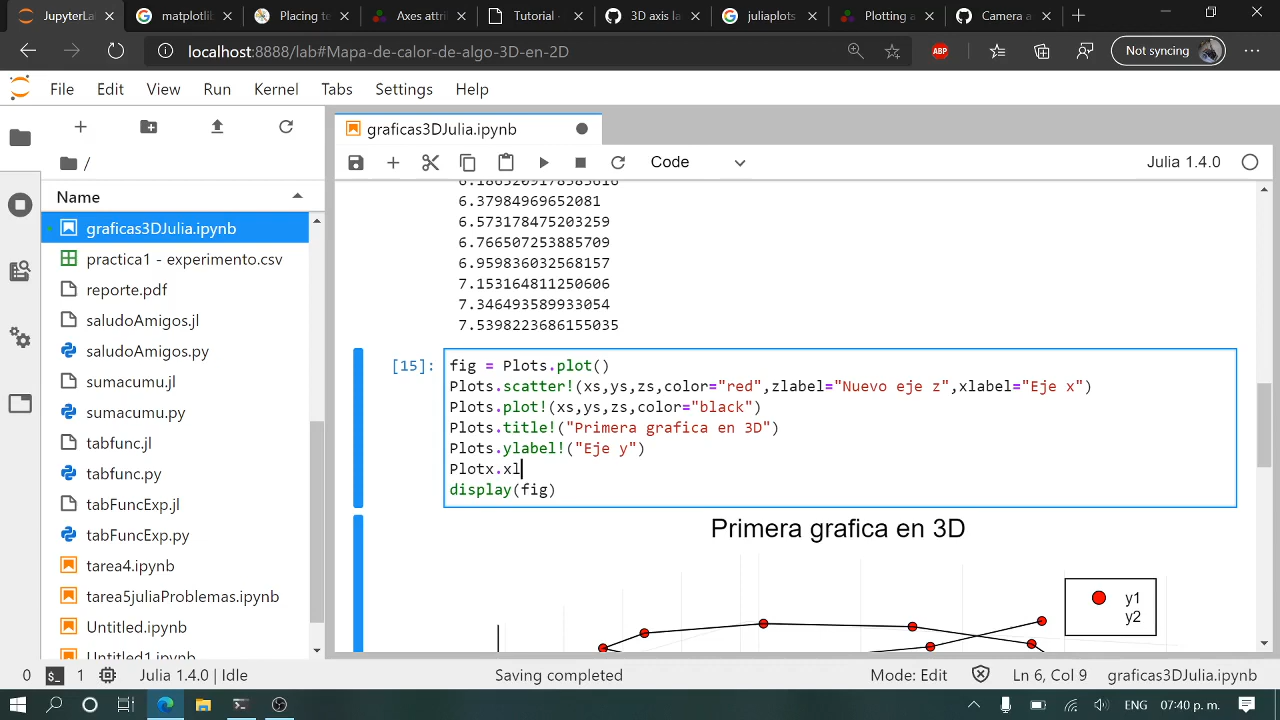 JupyterLa
matplotlib
Placing te
Axes attri
Tutorial -
3D axis la
juliaplots
Plotting a
Camera a
localhost:8888/lab#Mapa-de-calor-de-algo-3D-en-2D
ABP
Not syncing
File Edit View Run Kernel Tabs Settings Help
graficas3DJulia.ipynb
/
Code
Julia 1.4.0
Name
graficas3DJulia.ipynb
practica1 - experimento.csv
reporte.pdf
saludoAmigos.jl
saludoAmigos.py
sumacumu.jl
sumacumu.py
tabfunc.jl
tabfunc.py
tabFuncExp.jl
tabFuncExp.py
tarea4.ipynb
tarea5juliaProblemas.ipynb
Untitled.ipynb
Untitled1.ipynb
6.1865209178385616
6.37984969652081
6.573178475203259
6.766507253885709
6.959836032568157
7.153164811250606
7.346493589933054
7.5398223686155035
[15]:
fig = Plots.plot()
Plots.scatter!(xs,ys,zs,color="red",zlabel="Nuevo eje z",xlabel="Eje x")
Plots.plot!(xs,ys,zs,color="black")
Plots.title!("Primera grafica en 3D")
Plots.ylabel!("Eje y")
Plotx.xl
display(fig)
Primera grafica en 3D
y1
y2
0
1
Julia 1.4.0 | Idle
Saving completed
Mode: Edit
Ln 6, Col 9
graficas3DJulia.ipynb
ENG
07:40 p. m.